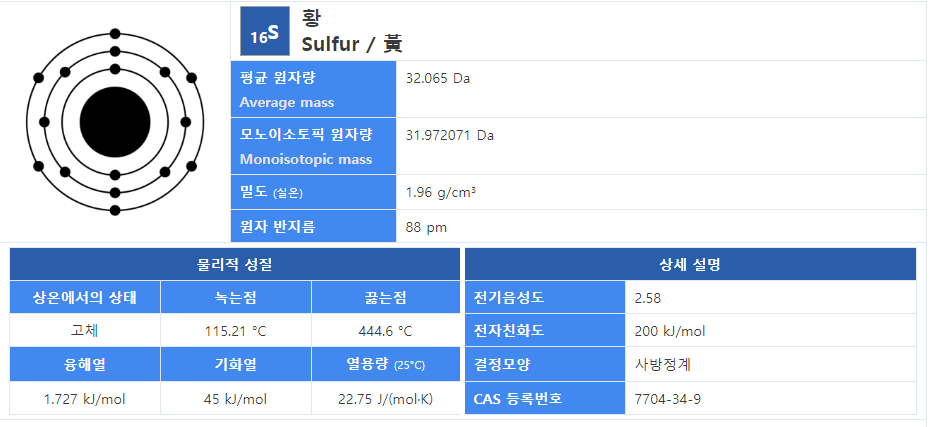 16S
황
Sulfur / 黃
평균 원자량
Average mass
32.065 Da
모노이소토픽 원자량
Monoisotopic mass
31.972071 Da
밀도 (실온)
1.96 g/cm³
원자 반지름
88 pm
물리적 성질
상온에서의 상태 녹는점 끓는점
고체 115.21 °C 444.6 °C
융해열 기화열 열용량 (25°C)
1.727 kJ/mol 45 kJ/mol 22.75 J/(mol·K)
상세 설명
전기음성도 2.58
전자친화도 200 kJ/mol
결정모양 사방정계
CAS 등록번호 7704-34-9